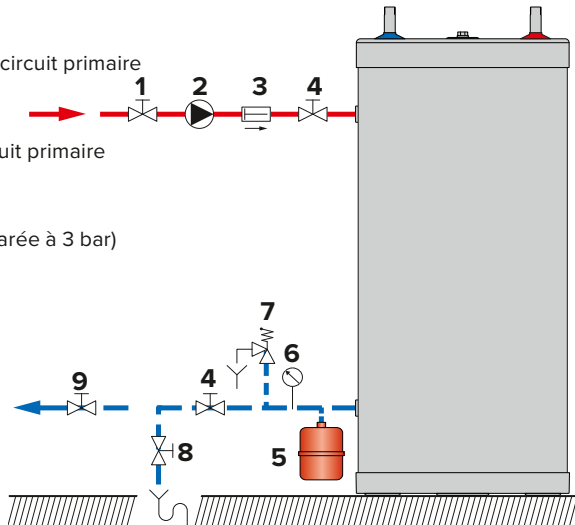 circuit primaire
1 2 3 4
uit primaire
arée à 3 bar)
7
6
9 4
8 5